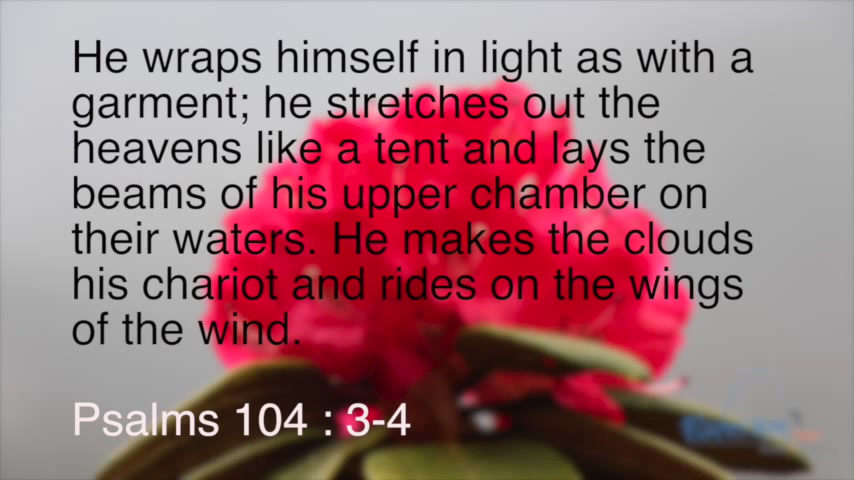 He wraps himself in light as with a
garment; he stretches out the
heavens like a tent and lays the
beams of his upper chamber on
their waters. He makes the clouds
his chariot and rides on the wings
of the wind.
Psalms 104 : 3-4